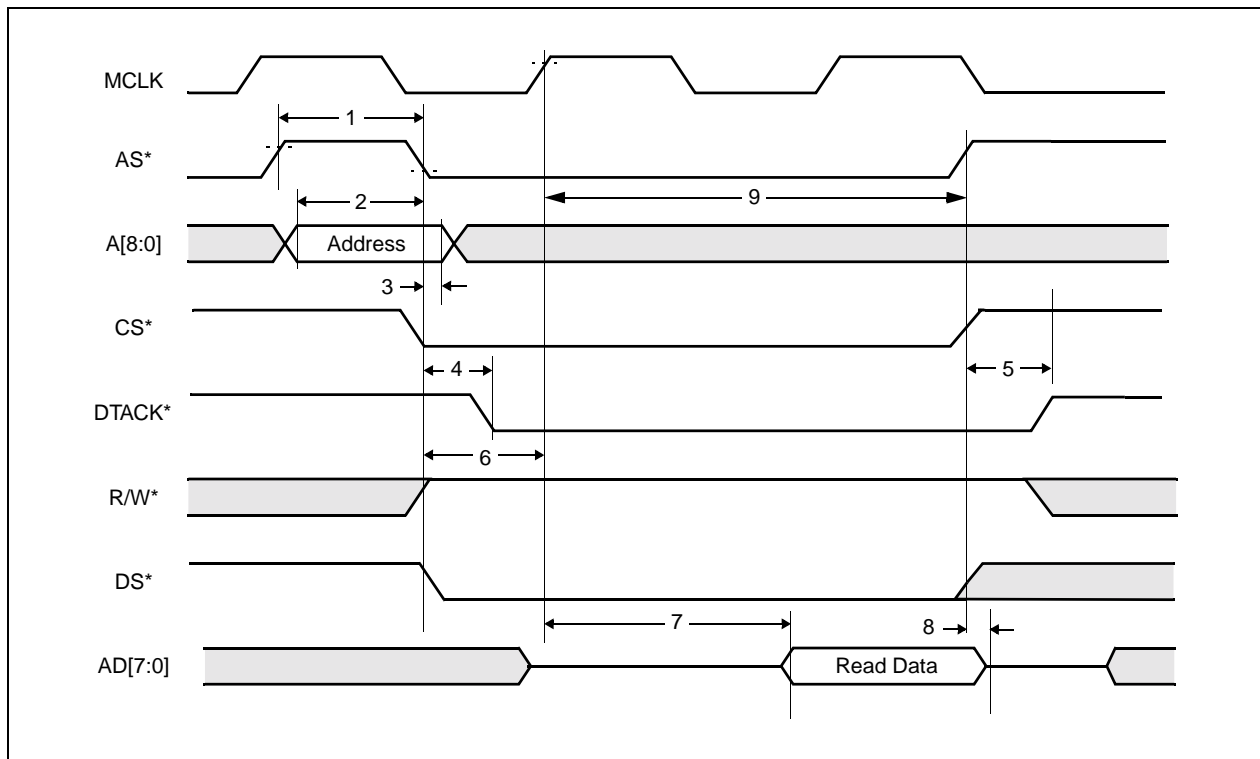 MCLK
1
AS*
2
9
A[8:0]
Address
3
CS*
4
5
DTACK*
6
R/W*
DS*
7
8
AD[7:0]
Read Data